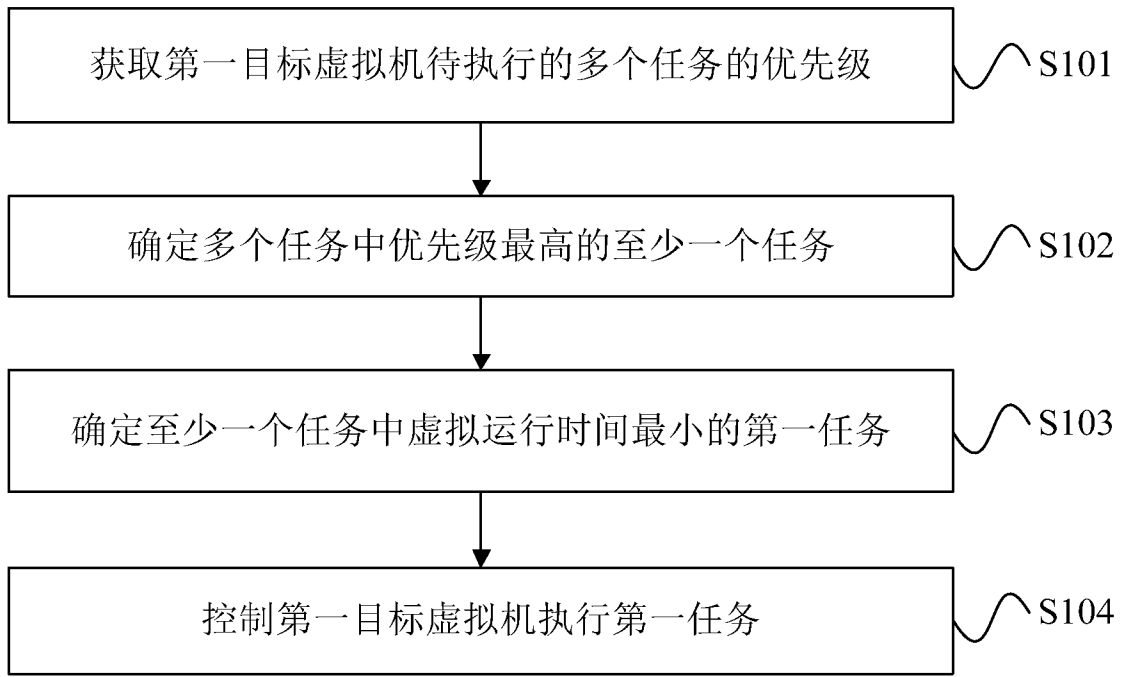 获取第一目标虚拟机待执行的多个任务的优先级 S101
确定多个任务中优先级最高的至少一个任务 S102
确定至少一个任务中虚拟运行时间最小的第一任务 S103
控制第一目标虚拟机执行第一任务 S104